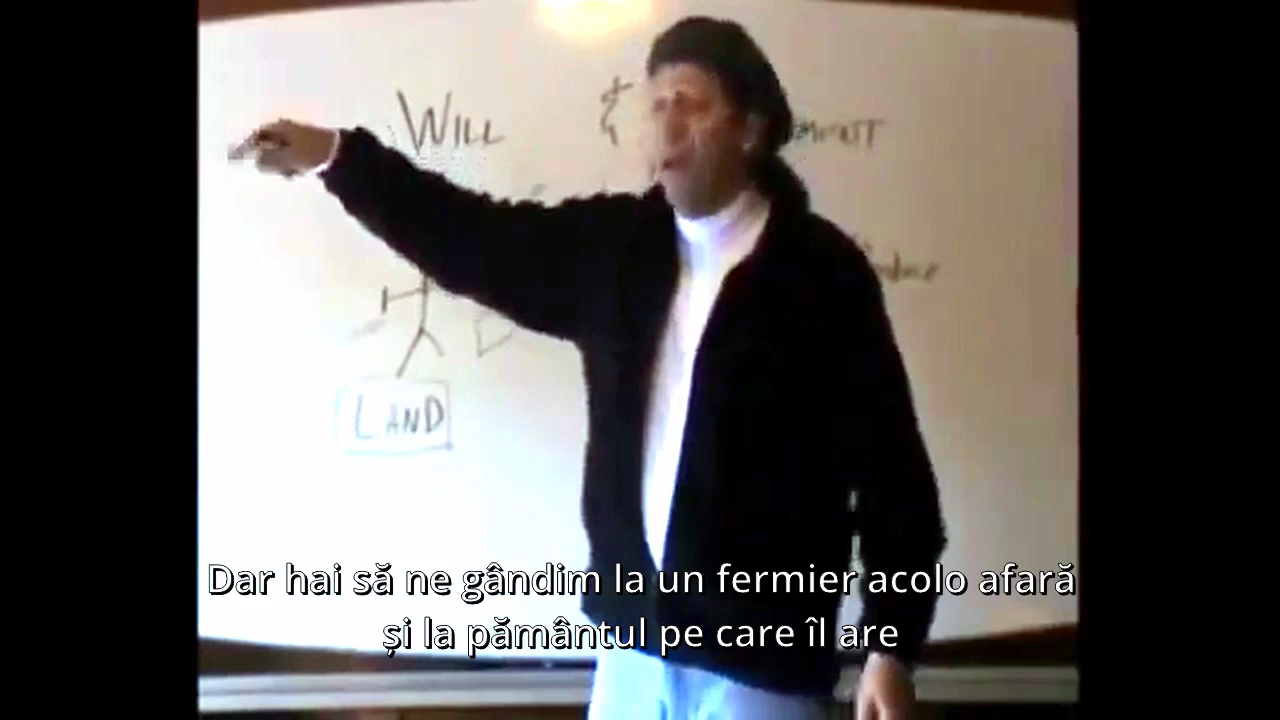 WILL &
LAND
Dar hai să ne gândim la un fermier acolo afară
și la pământul pe care îl are